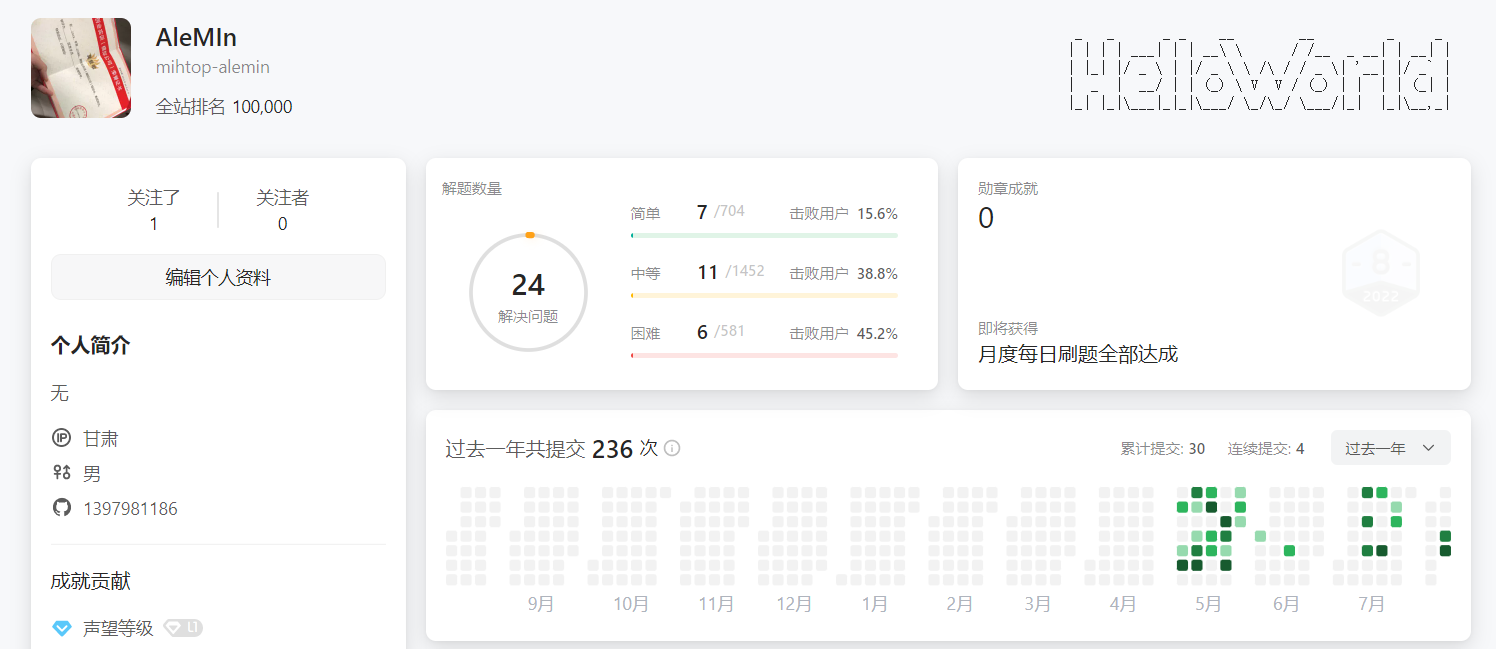 AleMIn
mihtop-alemin
全站排名 100,000
HelloWorld
关注了 关注者
1 0
编辑个人资料
个人简介
无
甘肃
男
1397981186
成就贡献
声望等级 L1
解题数量
24
解决问题
简单 7 /704 击败用户 15.6%
中等 11 /1452 击败用户 38.8%
困难 6 /581 击败用户 45.2%
勋章成就
0
8
2022
即将获得
月度每日刷题全部达成
过去一年共提交 236 次
累计提交: 30 连续提交: 4 过去一年
9月 10月 11月 12月 1月 2月 3月 4月 5月 6月 7月